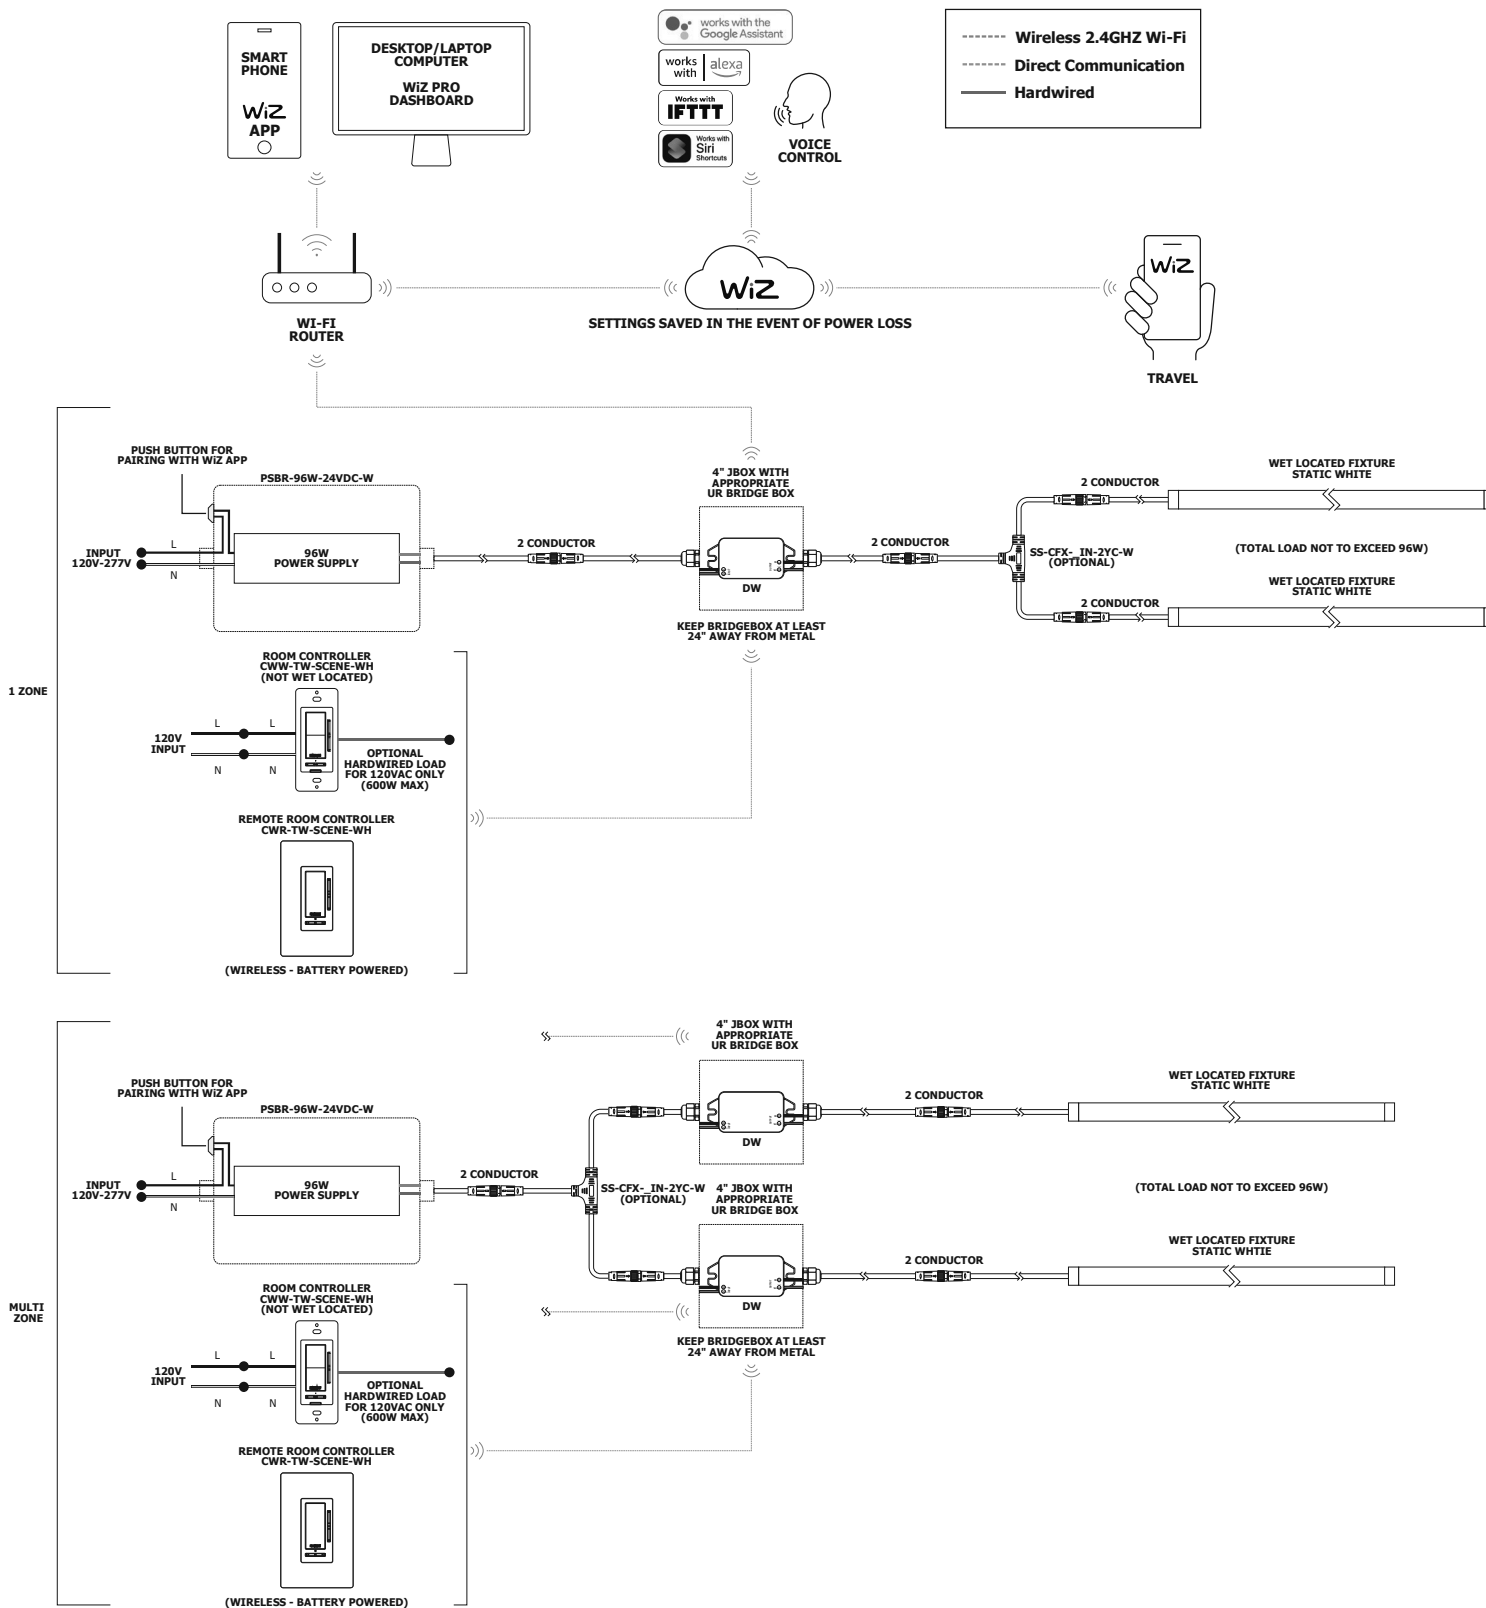 SMART
PHONE
WiZ
APP
DESKTOP/LAPTOP
COMPUTER
WiZ PRO
DASHBOARD
works with the
Google Assistant
works
with
alexa
Works with
IFTTT
Works with
Siri
Shortcuts
VOICE
CONTROL
Wireless 2.4GHZ Wi-Fi
Direct Communication
Hardwired
WI-FI
ROUTER
WiZ
SETTINGS SAVED IN THE EVENT OF POWER LOSS
WiZ
TRAVEL
1 ZONE
PUSH BUTTON FOR
PAIRING WITH WiZ APP
PSBR-96W-24VDC-W
INPUT
120V-277V
L
N
96W
POWER SUPPLY
2 CONDUCTOR
4" JBOX WITH
APPROPRIATE
UR BRIDGE BOX
DW
KEEP BRIDGEBOX AT LEAST
24" AWAY FROM METAL
2 CONDUCTOR
SS-CFX-_IN-2YC-W
(OPTIONAL)
2 CONDUCTOR
WET LOCATED FIXTURE
STATIC WHITE
(TOTAL LOAD NOT TO EXCEED 96W)
2 CONDUCTOR
WET LOCATED FIXTURE
STATIC WHITE
ROOM CONTROLLER
CWW-TW-SCENE-WH
(NOT WET LOCATED)
120V
INPUT
L L
N N
OPTIONAL
HARDWIRED LOAD
FOR 120VAC ONLY
(600W MAX)
REMOTE ROOM CONTROLLER
CWR-TW-SCENE-WH
(WIRELESS - BATTERY POWERED)
MULTI
ZONE
PUSH BUTTON FOR
PAIRING WITH WiZ APP
PSBR-96W-24VDC-W
INPUT
120V-277V
L
N
96W
POWER SUPPLY
2 CONDUCTOR
SS-CFX-_IN-2YC-W
(OPTIONAL)
4" JBOX WITH
APPROPRIATE
UR BRIDGE BOX
DW
2 CONDUCTOR
WET LOCATED FIXTURE
STATIC WHITE
(TOTAL LOAD NOT TO EXCEED 96W)
4" JBOX WITH
APPROPRIATE
UR BRIDGE BOX
DW
2 CONDUCTOR
WET LOCATED FIXTURE
STATIC WHTIE
KEEP BRIDGEBOX AT LEAST
24" AWAY FROM METAL
ROOM CONTROLLER
CWW-TW-SCENE-WH
(NOT WET LOCATED)
120V
INPUT
L L
N N
OPTIONAL
HARDWIRED LOAD
FOR 120VAC ONLY
(600W MAX)
REMOTE ROOM CONTROLLER
CWR-TW-SCENE-WH
(WIRELESS - BATTERY POWERED)